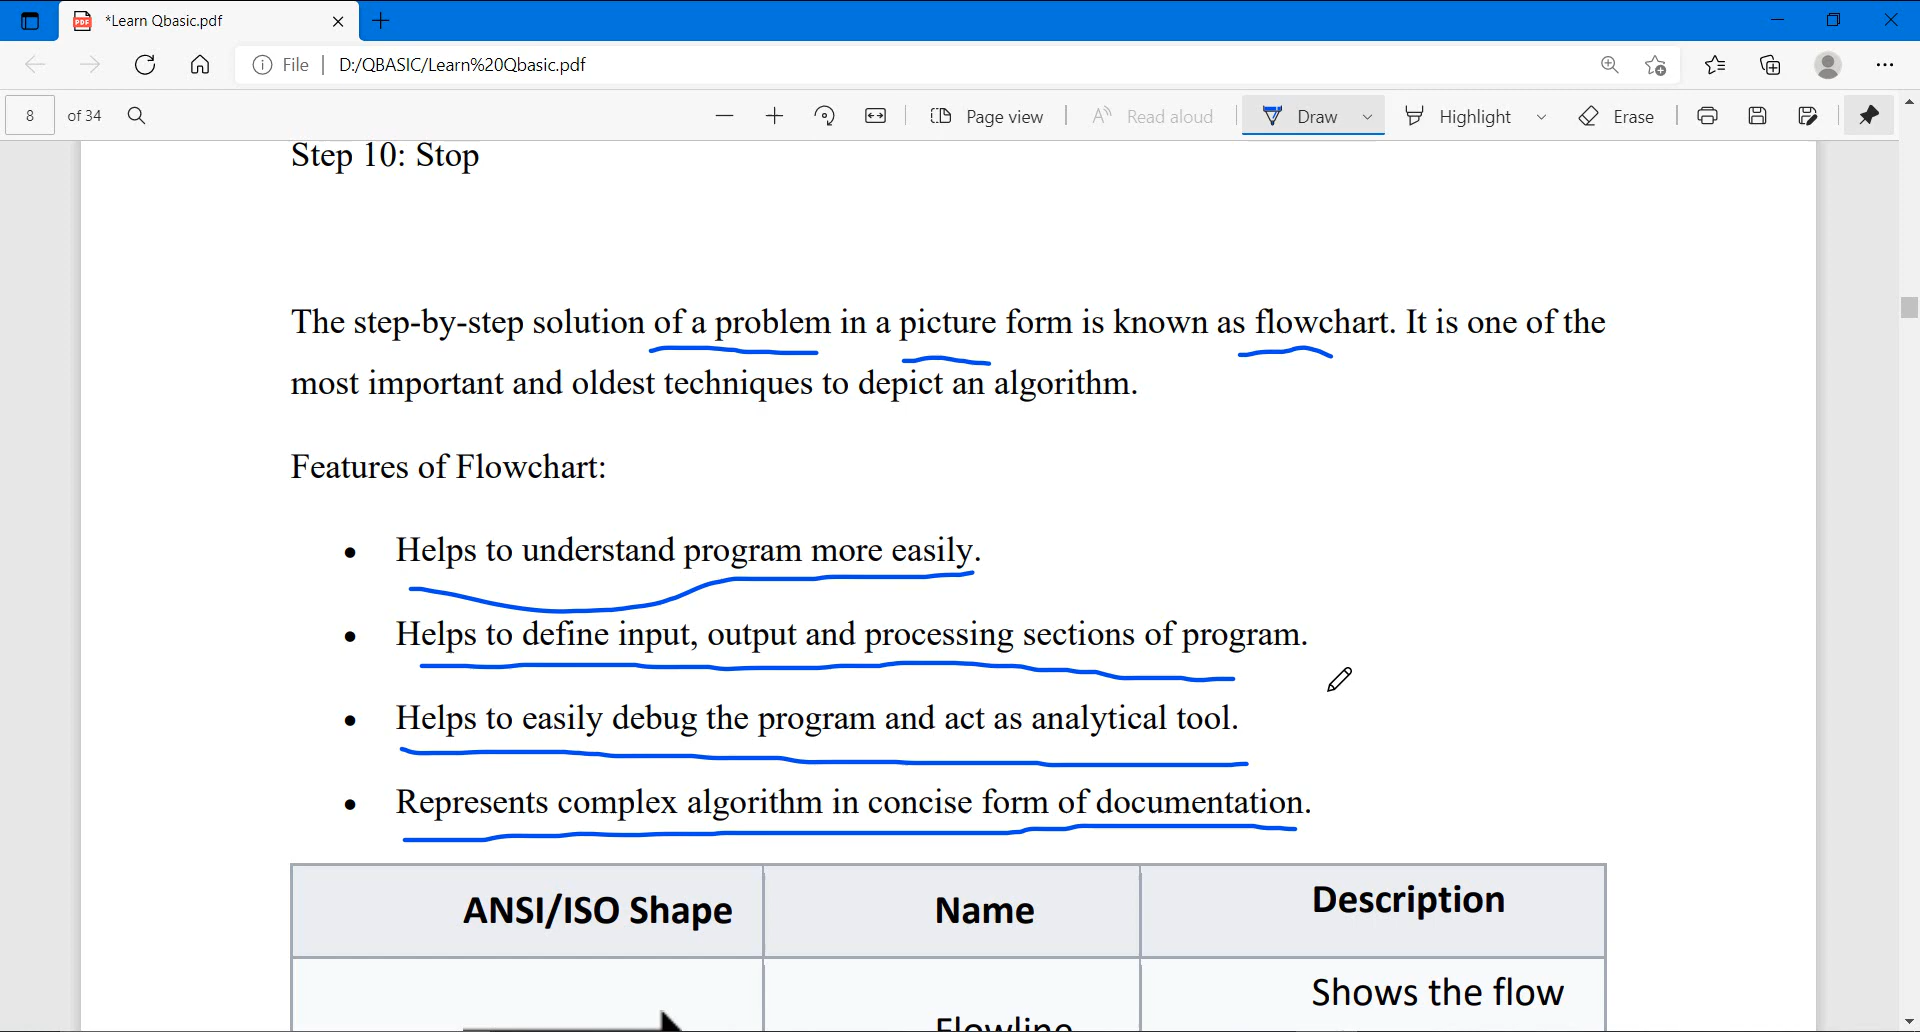 *Learn Qbasic.pdf
File | D:/QBASIC/Learn%20Qbasic.pdf
8 of 34 Page view Read aloud Draw Highlight Erase
Step 10: Stop
The step-by-step solution of a problem in a picture form is known as flowchart. It is one of the
most important and oldest techniques to depict an algorithm.
Features of Flowchart:
• Helps to understand program more easily.
• Helps to define input, output and processing sections of program.
• Helps to easily debug the program and act as analytical tool.
• Represents complex algorithm in concise form of documentation.
ANSI/ISO Shape Name Description
Shows the flow
Flowline